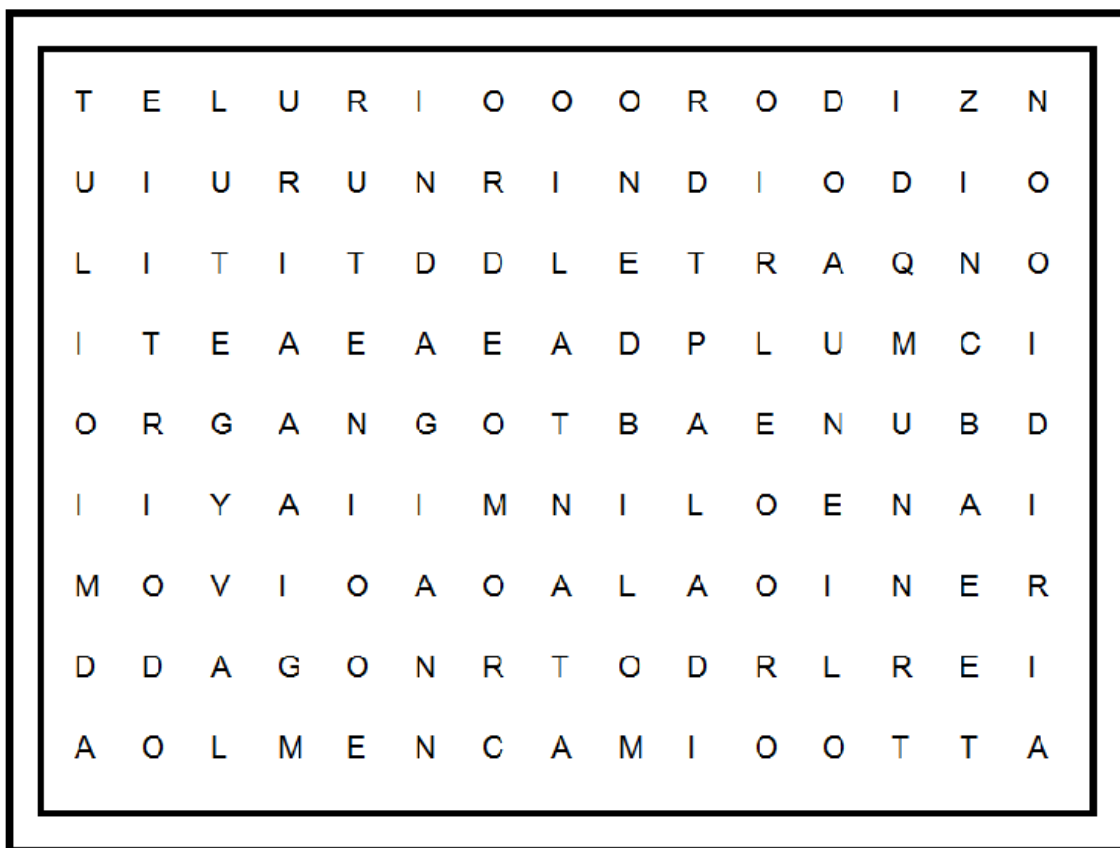 T E L U R I O O O R O D I Z N
U I U R U N R I N D I O D I O
L I T I T D D L E T R A Q N O
I T E A E A E A D P L U M C I
O R G A N G O T B A E N U B D
I I Y A I I M N I L O E N A I
M O V I O A O A L A O I N E R
D D A G O N R T O D R L R E I
A O L M E N C A M I O O T T A